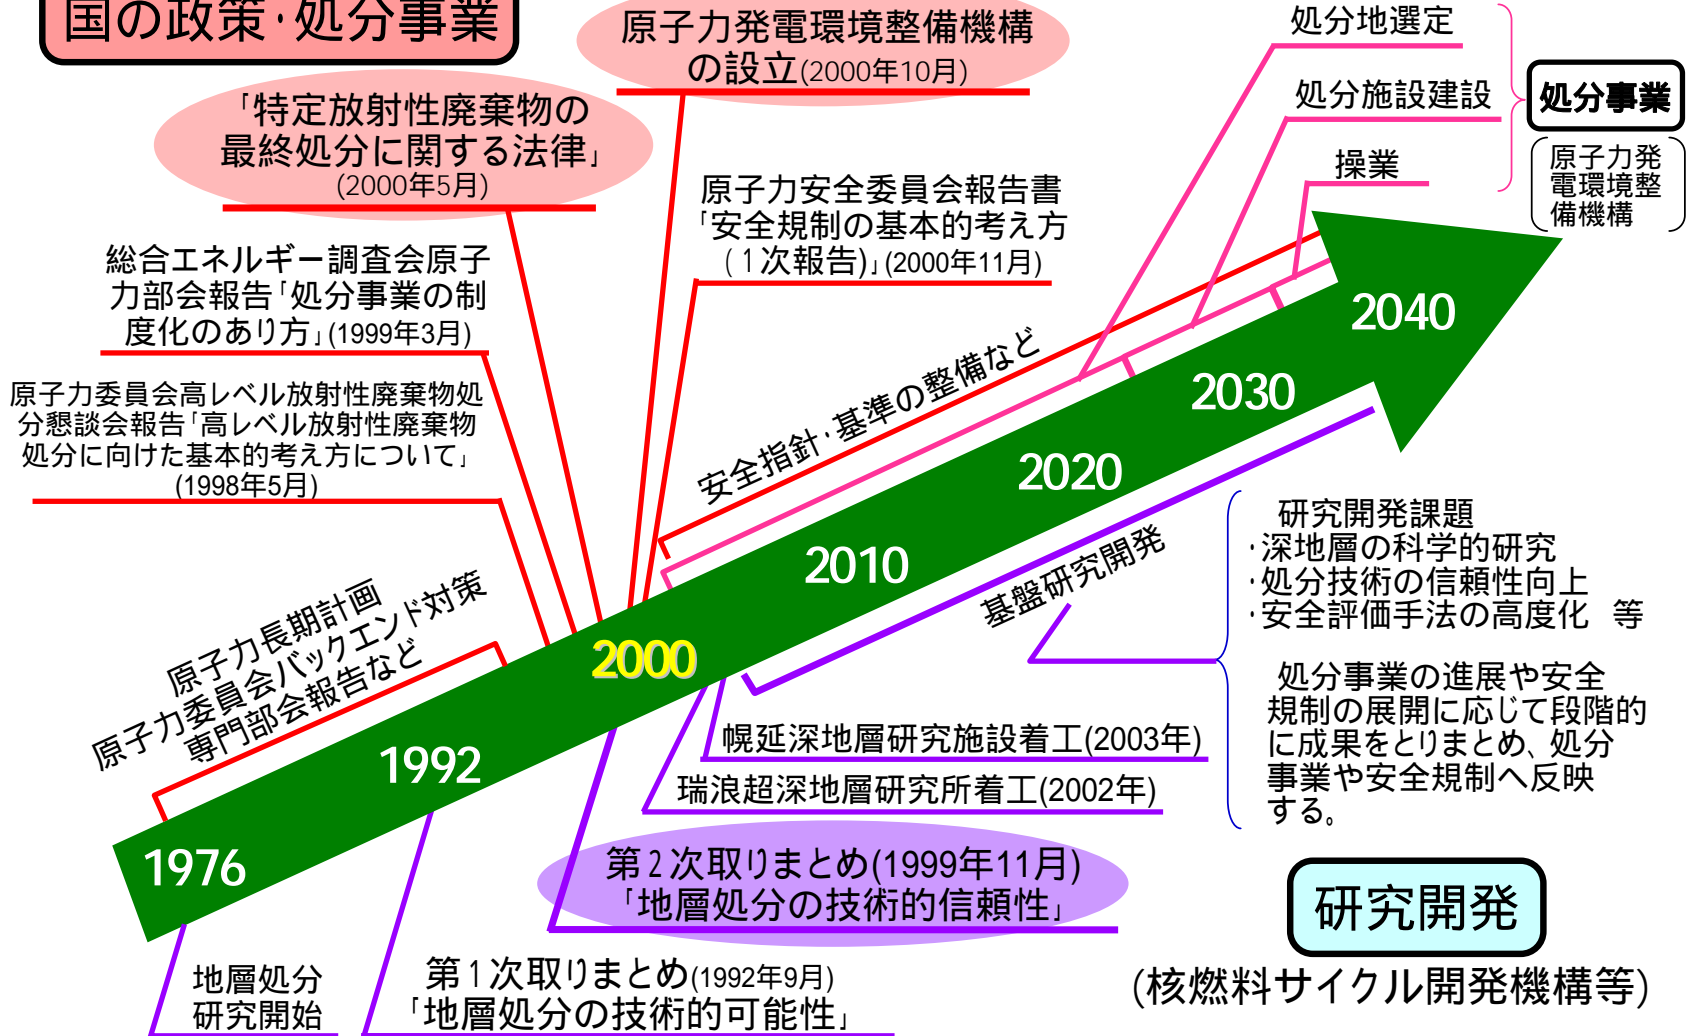 国の政策・処分事業
原子力発電環境整備機構
の設立(2000年10月)
「特定放射性廃棄物の
最終処分に関する法律」
(2000年5月)
原子力安全委員会報告書
「安全規制の基本的考え方
(1次報告)」(2000年11月)
総合エネルギー調査会原子
力部会報告「処分事業の制
度化のあり方」(1999年3月)
原子力委員会高レベル放射性廃棄物処
分懇談会報告「高レベル放射性廃棄物
処分に向けた基本的考え方について」
(1998年5月)
原子力長期計画
原子力委員会バックエンド対策
専門部会報告など
処分地選定
処分施設建設
操業
処分事業
原子力発
電環境整
備機構
安全指針・基準の整備など
1976
1992
2000
2010
2020
2030
2040
基盤研究開発
研究開発課題
・深地層の科学的研究
・処分技術の信頼性向上
・安全評価手法の高度化 等
処分事業の進展や安全
規制の展開に応じて段階的
に成果をとりまとめ、処分
事業や安全規制へ反映
する。
幌延深地層研究施設着工(2003年)
瑞浪超深地層研究所着工(2002年)
第2次取りまとめ(1999年11月)
「地層処分の技術的信頼性」
第1次取りまとめ(1992年9月)
「地層処分の技術的可能性」
地層処分
研究開始
研究開発
(核燃料サイクル開発機構等)